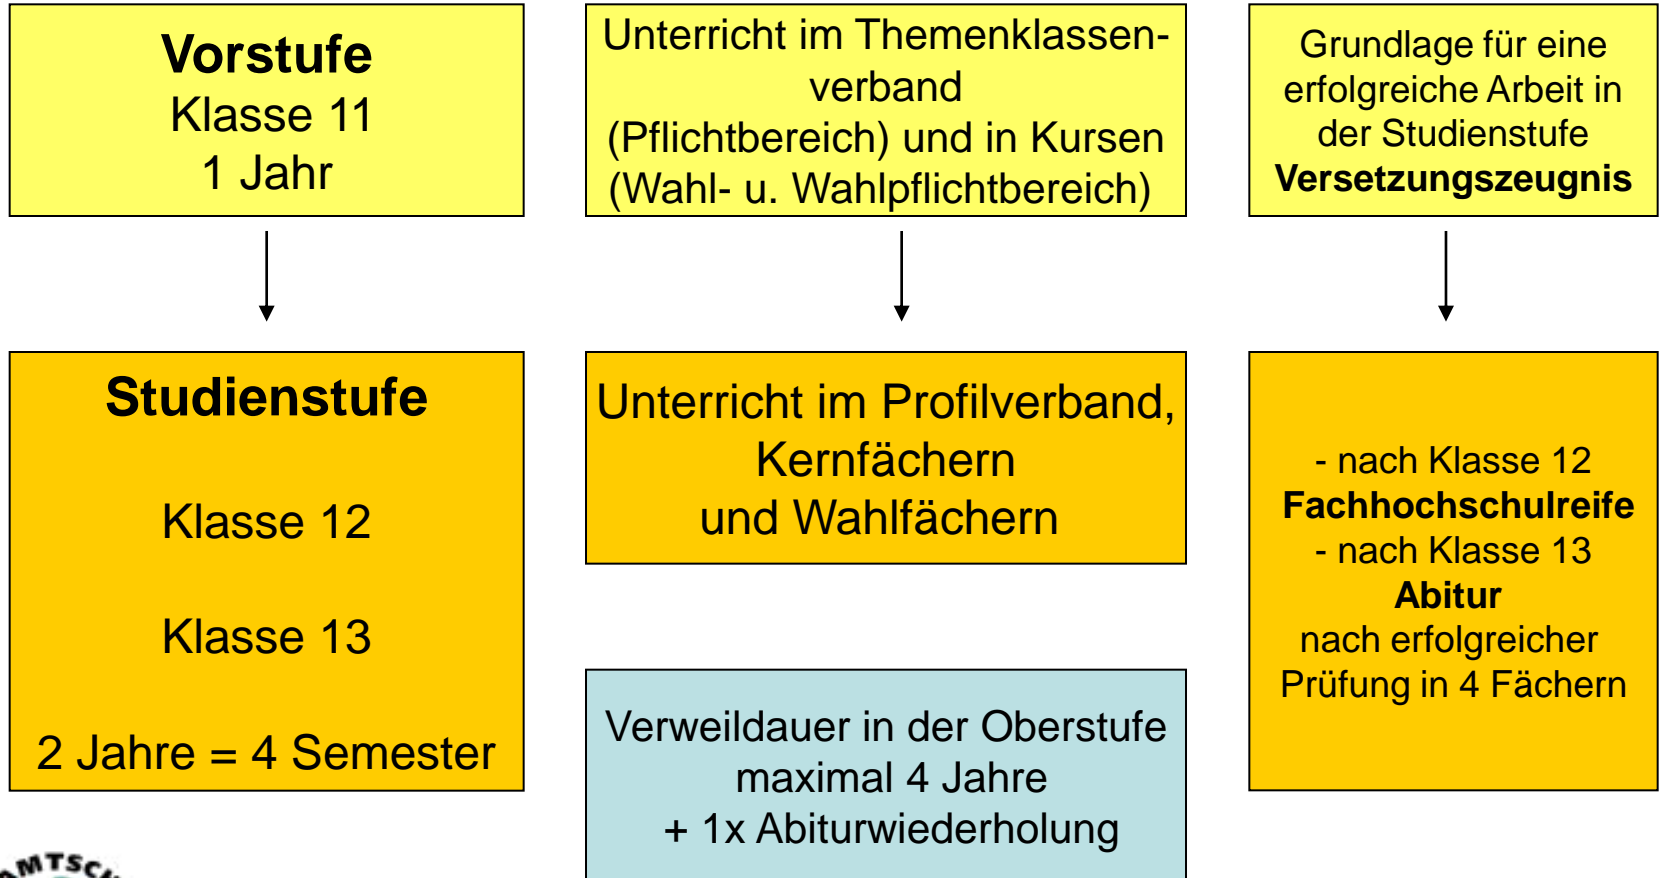 Vorstufe
Klasse 11
1 Jahr
Unterricht im Themenklassen-
verband
(Pflichtbereich) und in Kursen
(Wahl- u. Wahlpflichtbereich)
Grundlage für eine
erfolgreiche Arbeit in
der Studienstufe
Versetzungszeugnis
Studienstufe
Klasse 12
Klasse 13
2 Jahre = 4 Semester
Unterricht im Profilverband,
Kernfächern
und Wahlfächern
- nach Klasse 12
Fachhochschulreife
- nach Klasse 13
Abitur
nach erfolgreicher
Prüfung in 4 Fächern
Verweildauer in der Oberstufe
maximal 4 Jahre
+ 1x Abiturwiederholung